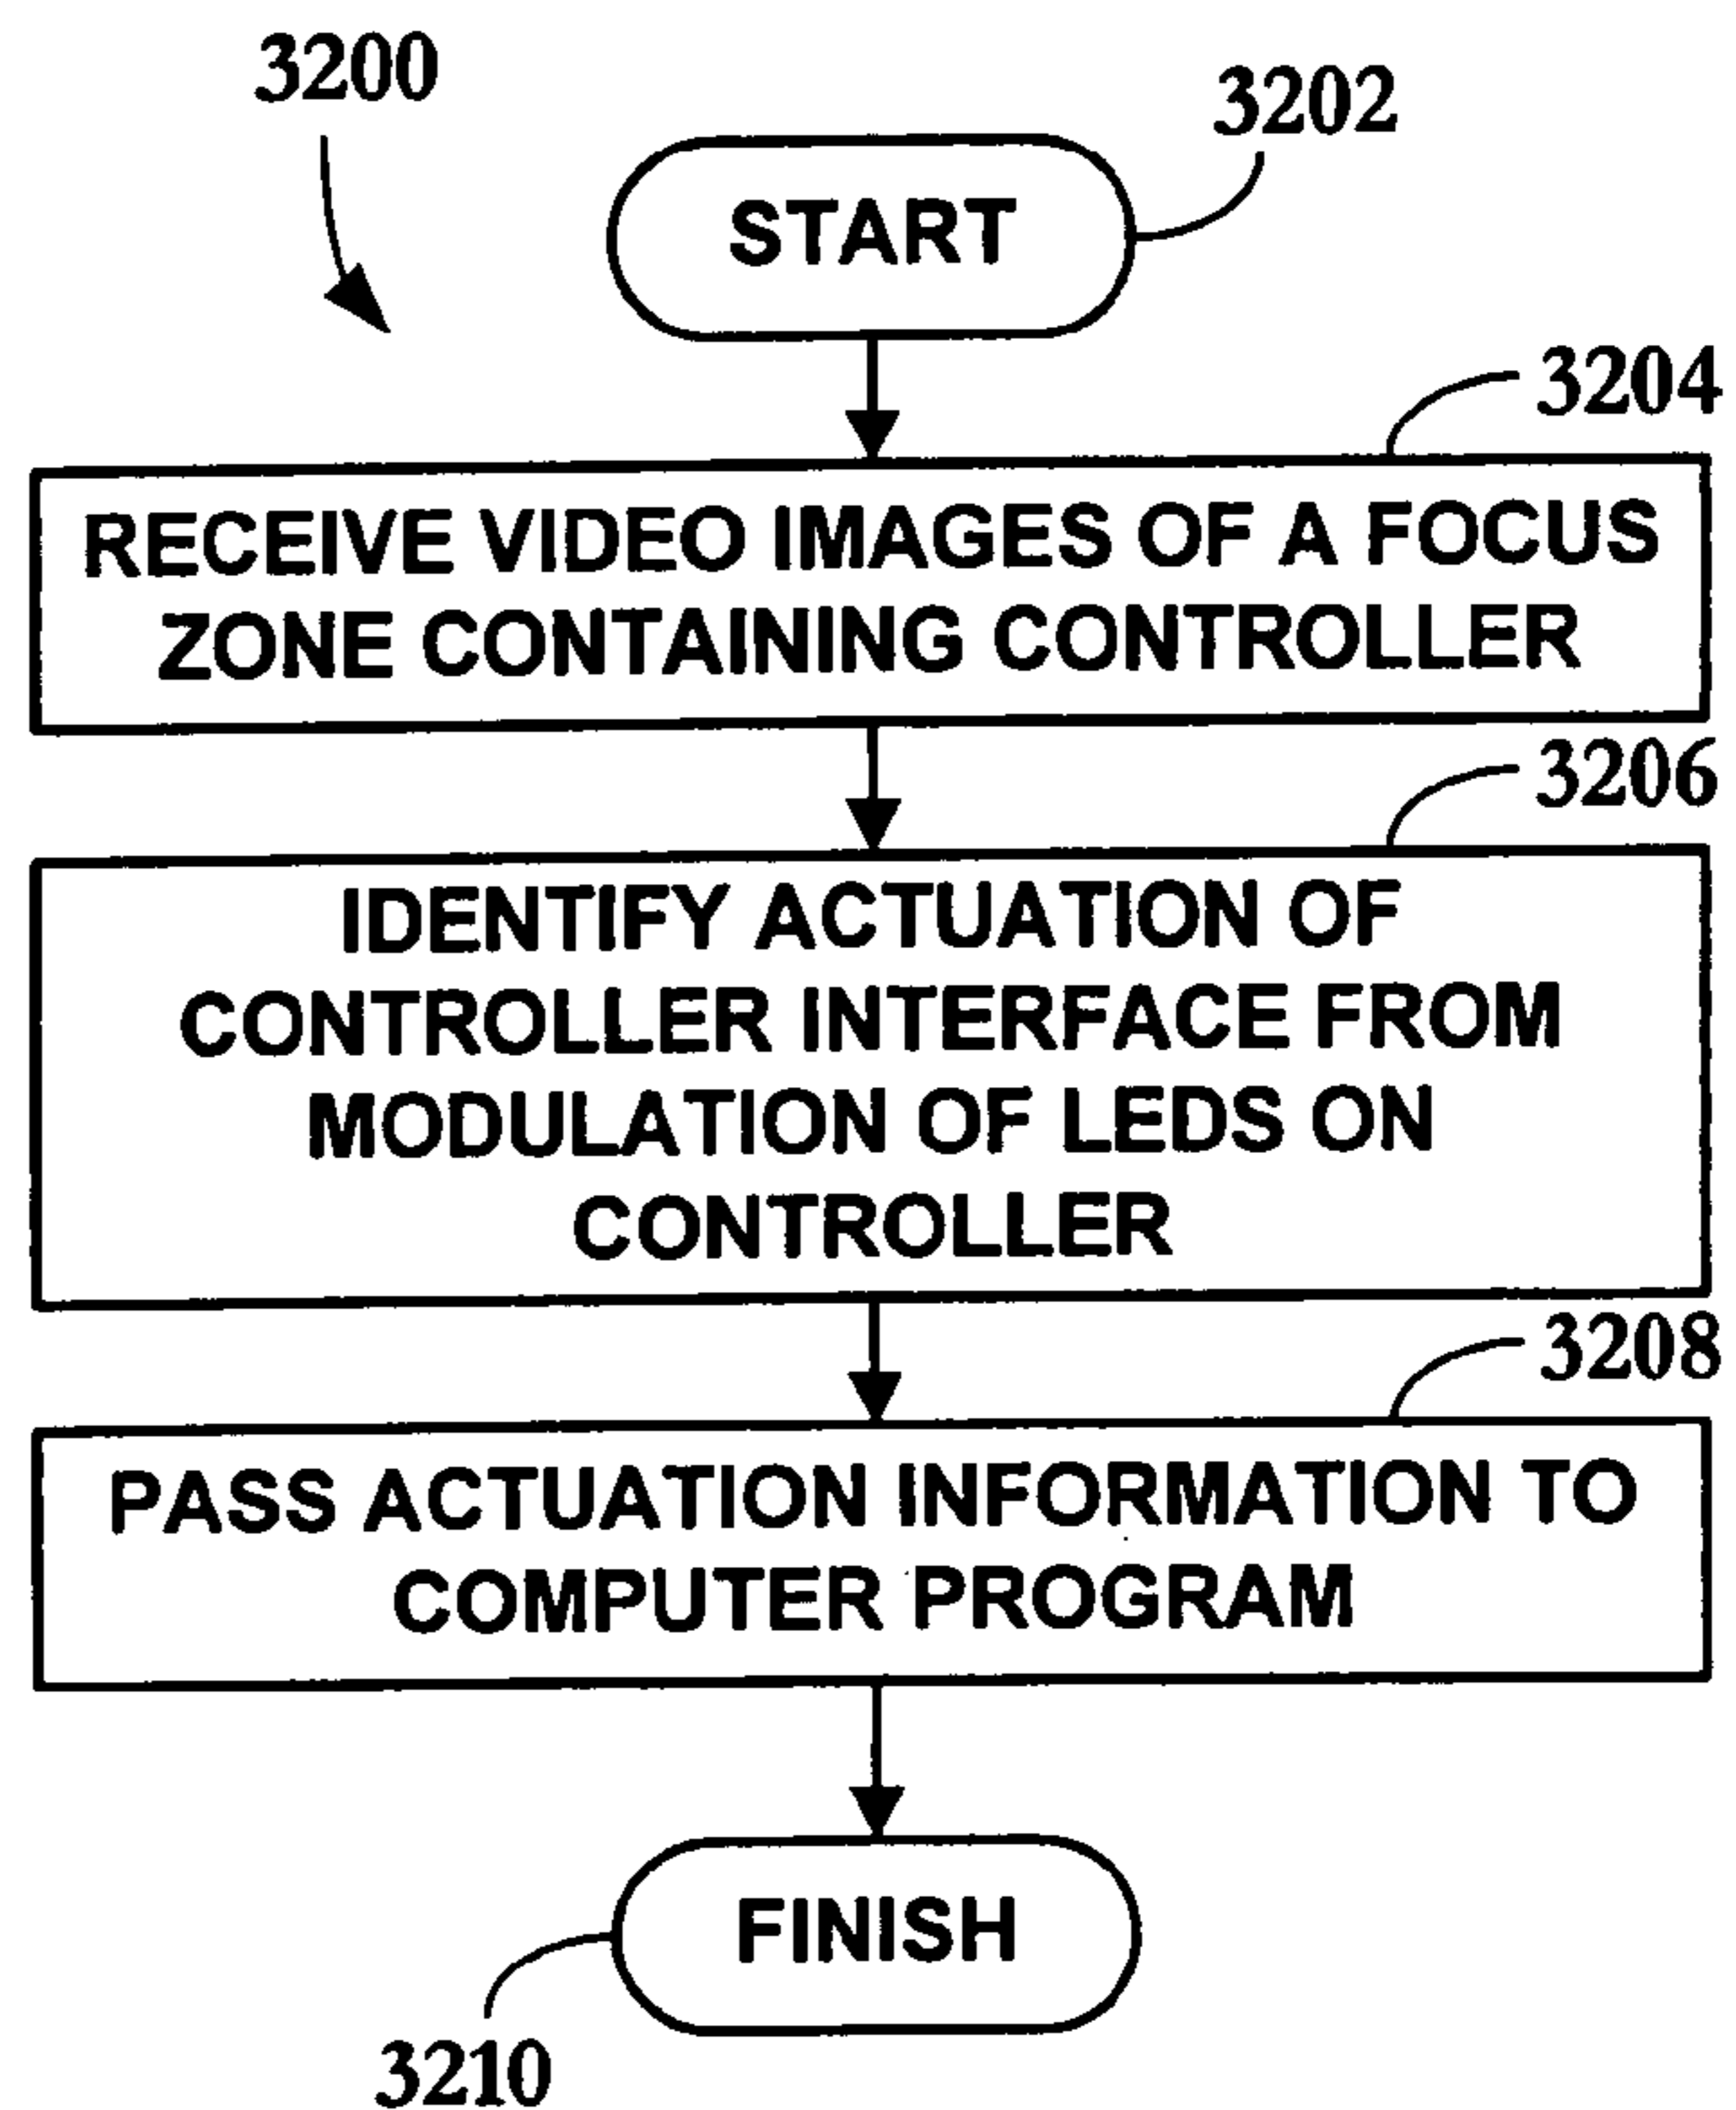 3200
3202
START
3204
RECEIVE VIDEO IMAGES OF A FOCUS
ZONE CONTAINING CONTROLLER
3206
IDENTIFY ACTUATION OF
CONTROLLER INTERFACE FROM
MODULATION OF LEDS ON
CONTROLLER
3208
PASS ACTUATION INFORMATION TO
COMPUTER PROGRAM
FINISH
3210